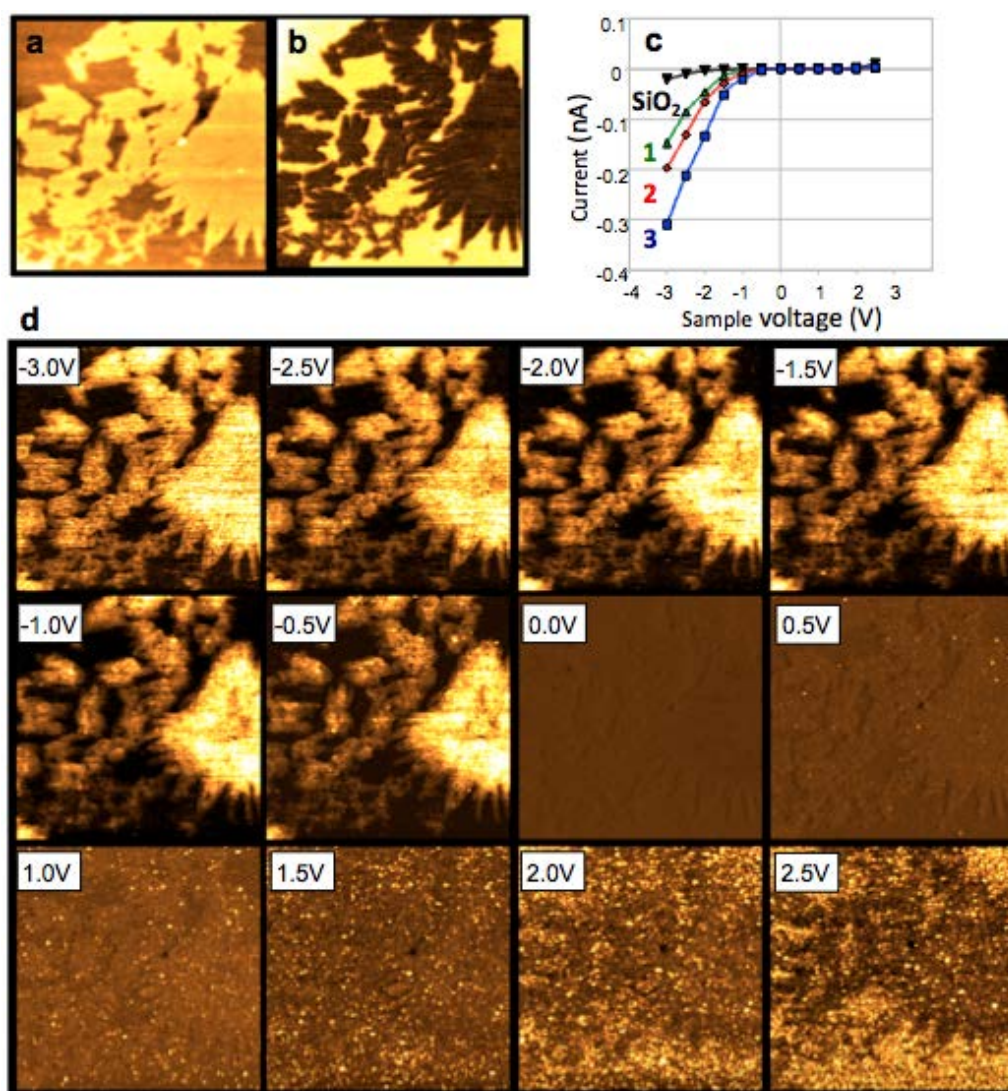 a
b
c
0.1
0
-0.1
-0.2
-0.3
-0.4
Current (nA)
SiO₂
1
2
3
-4 -3 -2 -1 0 1 2 3
Sample voltage (V)
d
-3.0V
-2.5V
-2.0V
-1.5V
-1.0V
-0.5V
0.0V
0.5V
1.0V
1.5V
2.0V
2.5V